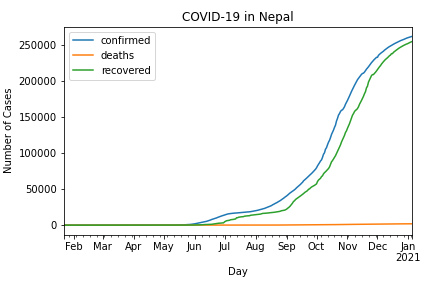 COVID-19 in Nepal
confirmed
deaths
recovered
250000
200000
150000
100000
50000
0
Number of Cases
Feb Mar Apr May Jun Jul Aug Sep Oct Nov Dec Jan
2021
Day